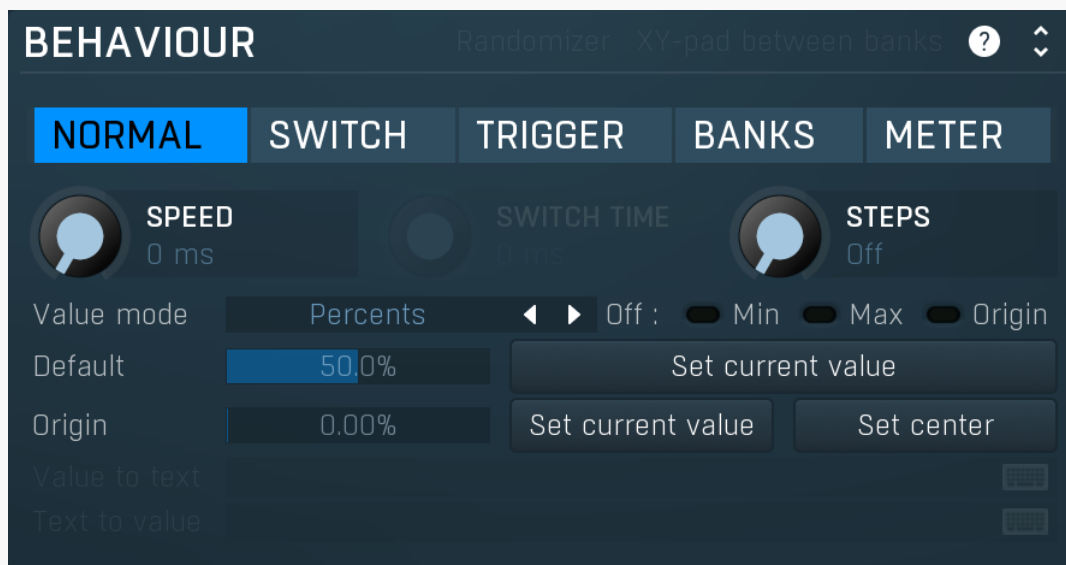 BEHAVIOUR Randomizer XY-pad between banks ?
NORMAL SWITCH TRIGGER BANKS METER
SPEED SWITCH TIME STEPS
0 ms 0 ms Off
Value mode Percents Off : Min Max Origin
Default 50.0% Set current value
Origin 0.00% Set current value Set center
Value to text
Text to value